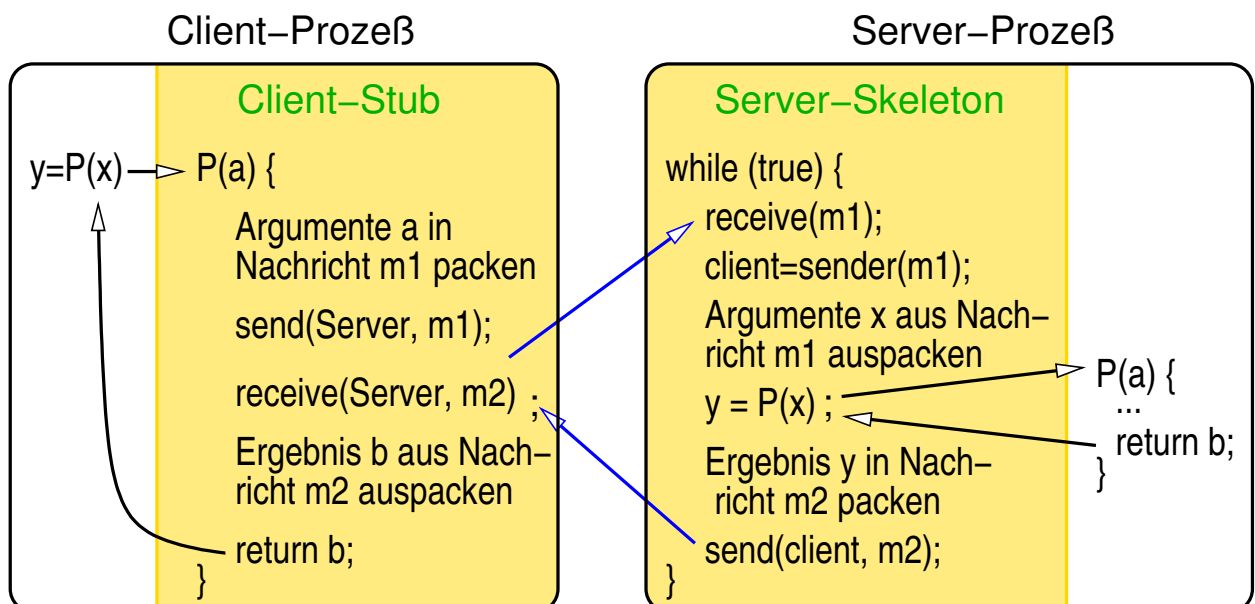 Client–Prozeß
Server–Prozeß
Client–Stub
y=P(x)
P(a) {
Argumente a in
Nachricht m1 packen
send(Server, m1);
receive(Server, m2) ;
Ergebnis b aus Nach–
richt m2 auspacken
return b;
}
Server–Skeleton
while (true) {
receive(m1);
client=sender(m1);
Argumente x aus Nach–
richt m1 auspacken
y = P(x) ;
Ergebnis y in Nach–
richt m2 packen
send(client, m2);
}
P(a) {
...
return b;
}